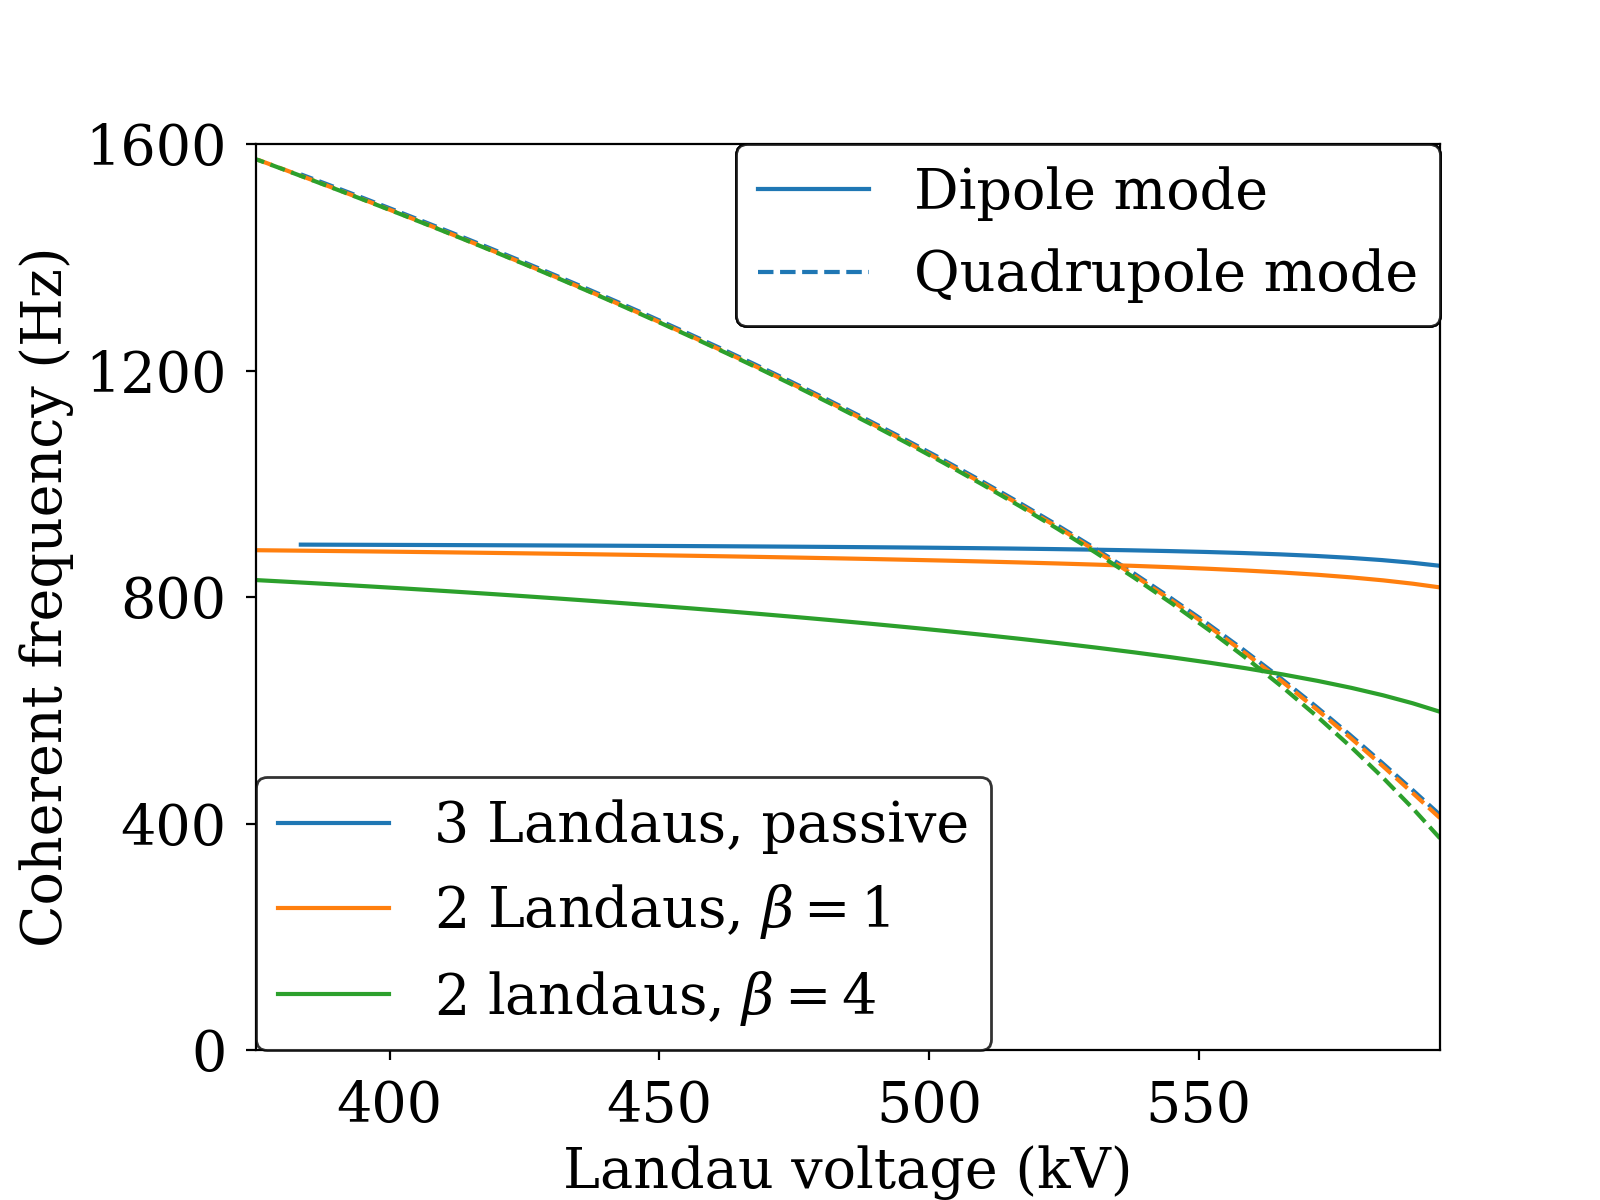 1600
1200
800
400
0
Coherent frequency (Hz)
Dipole mode
Quadrupole mode
3 Landaus, passive
2 Landaus, β = 1
2 landaus, β = 4
400 450 500 550
Landau voltage (kV)